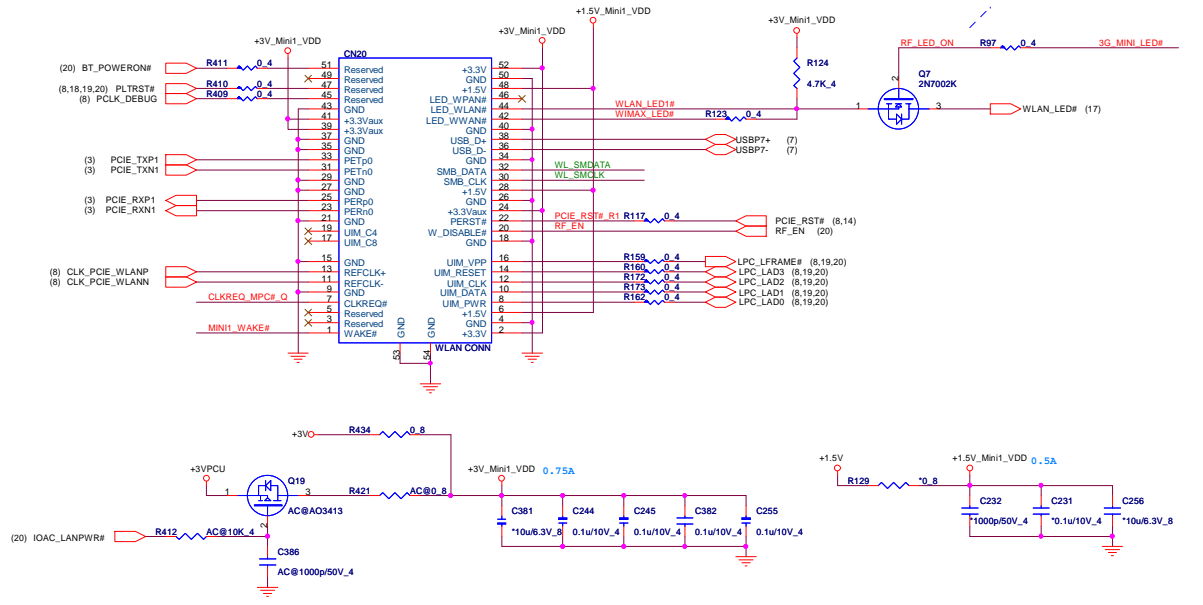 +1.5V_Mini1_VDD
+3V_Mini1_VDD
+3V_Mini1_VDD
+3V_Mini1_VDD
RF_LED_ON R97 0_4 3G_MINI_LED#
CN20
R124
4.7K_4
Q7
2N7002K
2
1
3
WLAN_LED# (17)
(20) BT_POWERON# R411 0_4 51 Reserved
49 Reserved
(8,18,19,20) PLTRST# R410 0_4 47 Reserved
(8) PCLK_DEBUG R409 0_4 45 Reserved
43 GND
41 +3.3Vaux
39 +3.3Vaux
37 GND
35 GND
(3) PCIE_TXP1 33 PETp0
(3) PCIE_TXN1 31 PETn0
29 GND
27 GND
(3) PCIE_RXP1 25 PERp0
(3) PCIE_RXN1 23 PERn0
21 GND
19 UIM_C4
17 UIM_C8
15 GND
(8) CLK_PCIE_WLANP 13 REFCLK+
(8) CLK_PCIE_WLANN 11 REFCLK-
9 GND
CLKREQ_MPC#_Q 7 CLKREQ#
5 Reserved
3 Reserved
MINI1_WAKE# 1 WAKE#
+3.3V 52
GND 50
+1.5V 48
LED_WPAN# 46
LED_WLAN# 44 WLAN_LED1#
LED_WWAN# 42 WIMAX_LED# R123 0_4
GND 40
USB_D+ 38 USBP7+ (7)
USB_D- 36 USBP7- (7)
GND 34
SMB_DATA 32 WL_SMDATA
SMB_CLK 30 WL_SMCLK
+1.5V 28
GND 26
+3.3Vaux 24
PERST# 22 PCIE_RST#_R1 R117 0_4 PCIE_RST# (8,14)
W_DISABLE# 20 RF_EN RF_EN (20)
GND 18
UIM_VPP 16 R159 0_4 LPC_LFRAME# (8,19,20)
UIM_RESET 14 R160 0_4 LPC_LAD3 (8,19,20)
UIM_CLK 12 R172 0_4 LPC_LAD2 (8,19,20)
UIM_DATA 10 R173 0_4 LPC_LAD1 (8,19,20)
UIM_PWR 8 R162 0_4 LPC_LAD0 (8,19,20)
+1.5V 6
GND 4
+3.3V 2
GND GND
53 54
WLAN CONN
+3V R434 0_8
+3VPCU
Q19
AC@AO3413
1
3
2
R421 AC@0_8
(20) IOAC_LANPWR# R412 AC@10K_4
C386
AC@1000p/50V_4
+3V_Mini1_VDD 0.75A
C381
*10u/6.3V_8
C244
0.1u/10V_4
C245
0.1u/10V_4
C382
0.1u/10V_4
C255
0.1u/10V_4
+1.5V
R129 *0_8
+1.5V_Mini1_VDD 0.5A
C232
*1000p/50V_4
C231
*0.1u/10V_4
C256
*10u/6.3V_8